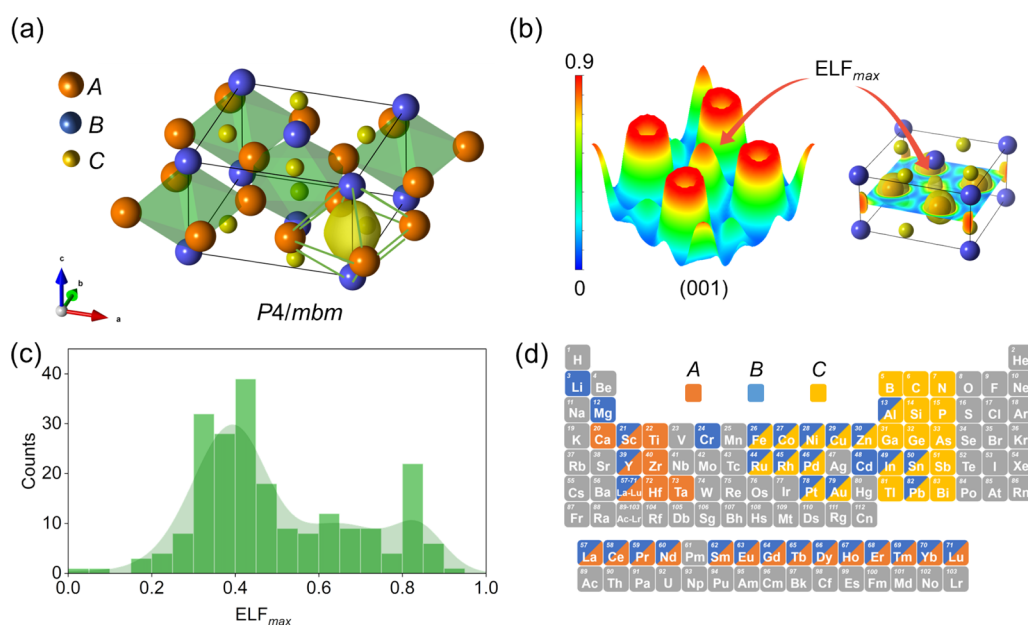 (a)
A
B
C
c
b
a
P4/mbm
(b)
0.9
0
ELFmax
(001)
(c)
Counts
40
30
20
10
0
0.0 0.2 0.4 0.6 0.8 1.0
ELFmax
(d)
A B C
1 H 2 He
3 Li 4 Be 5 B 6 C 7 N 8 O 9 F 10 Ne
11 Na 12 Mg 13 Al 14 Si 15 P 16 S 17 Cl 18 Ar
19 K 20 Ca 21 Sc 22 Ti 23 V 24 Cr 25 Mn 26 Fe 27 Co 28 Ni 29 Cu 30 Zn 31 Ga 32 Ge 33 As 34 Se 35 Br 36 Kr
37 Rb 38 Sr 39 Y 40 Zr 41 Nb 42 Mo 43 Tc 44 Ru 45 Rh 46 Pd 47 Ag 48 Cd 49 In 50 Sn 51 Sb 52 Te 53 I 54 Xe
55 Cs 56 Ba 57-71 La-Lu 72 Hf 73 Ta 74 W 75 Re 76 Os 77 Ir 78 Pt 79 Au 80 Hg 81 Tl 82 Pb 83 Bi 84 Po 85 At 86 Rn
87 Fr 88 Ra 89-103 Ac-Lr 104 Rf 105 Db 106 Sg 107 Bh 108 Hs 109 Mt 110 Ds 111 Rg 112 Cn
57 La 58 Ce 59 Pr 60 Nd 61 Pm 62 Sm 63 Eu 64 Gd 65 Tb 66 Dy 67 Ho 68 Er 69 Tm 70 Yb 71 Lu
89 Ac 90 Th 91 Pa 92 U 93 Np 94 Pu 95 Am 96 Cm 97 Bk 98 Cf 99 Es 100 Fm 101 Md 102 No 103 Lr